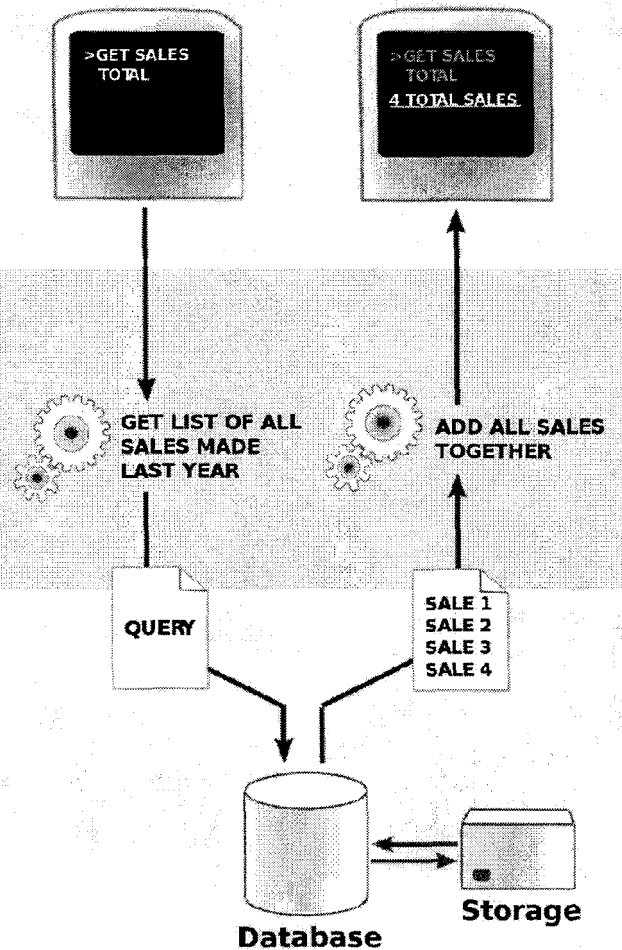 >GET SALES
TOTAL
>GET SALES
TOTAL
4 TOTAL SALES
GET LIST OF ALL
SALES MADE
LAST YEAR
ADD ALL SALES
TOGETHER
QUERY
SALE 1
SALE 2
SALE 3
SALE 4
Database
Storage